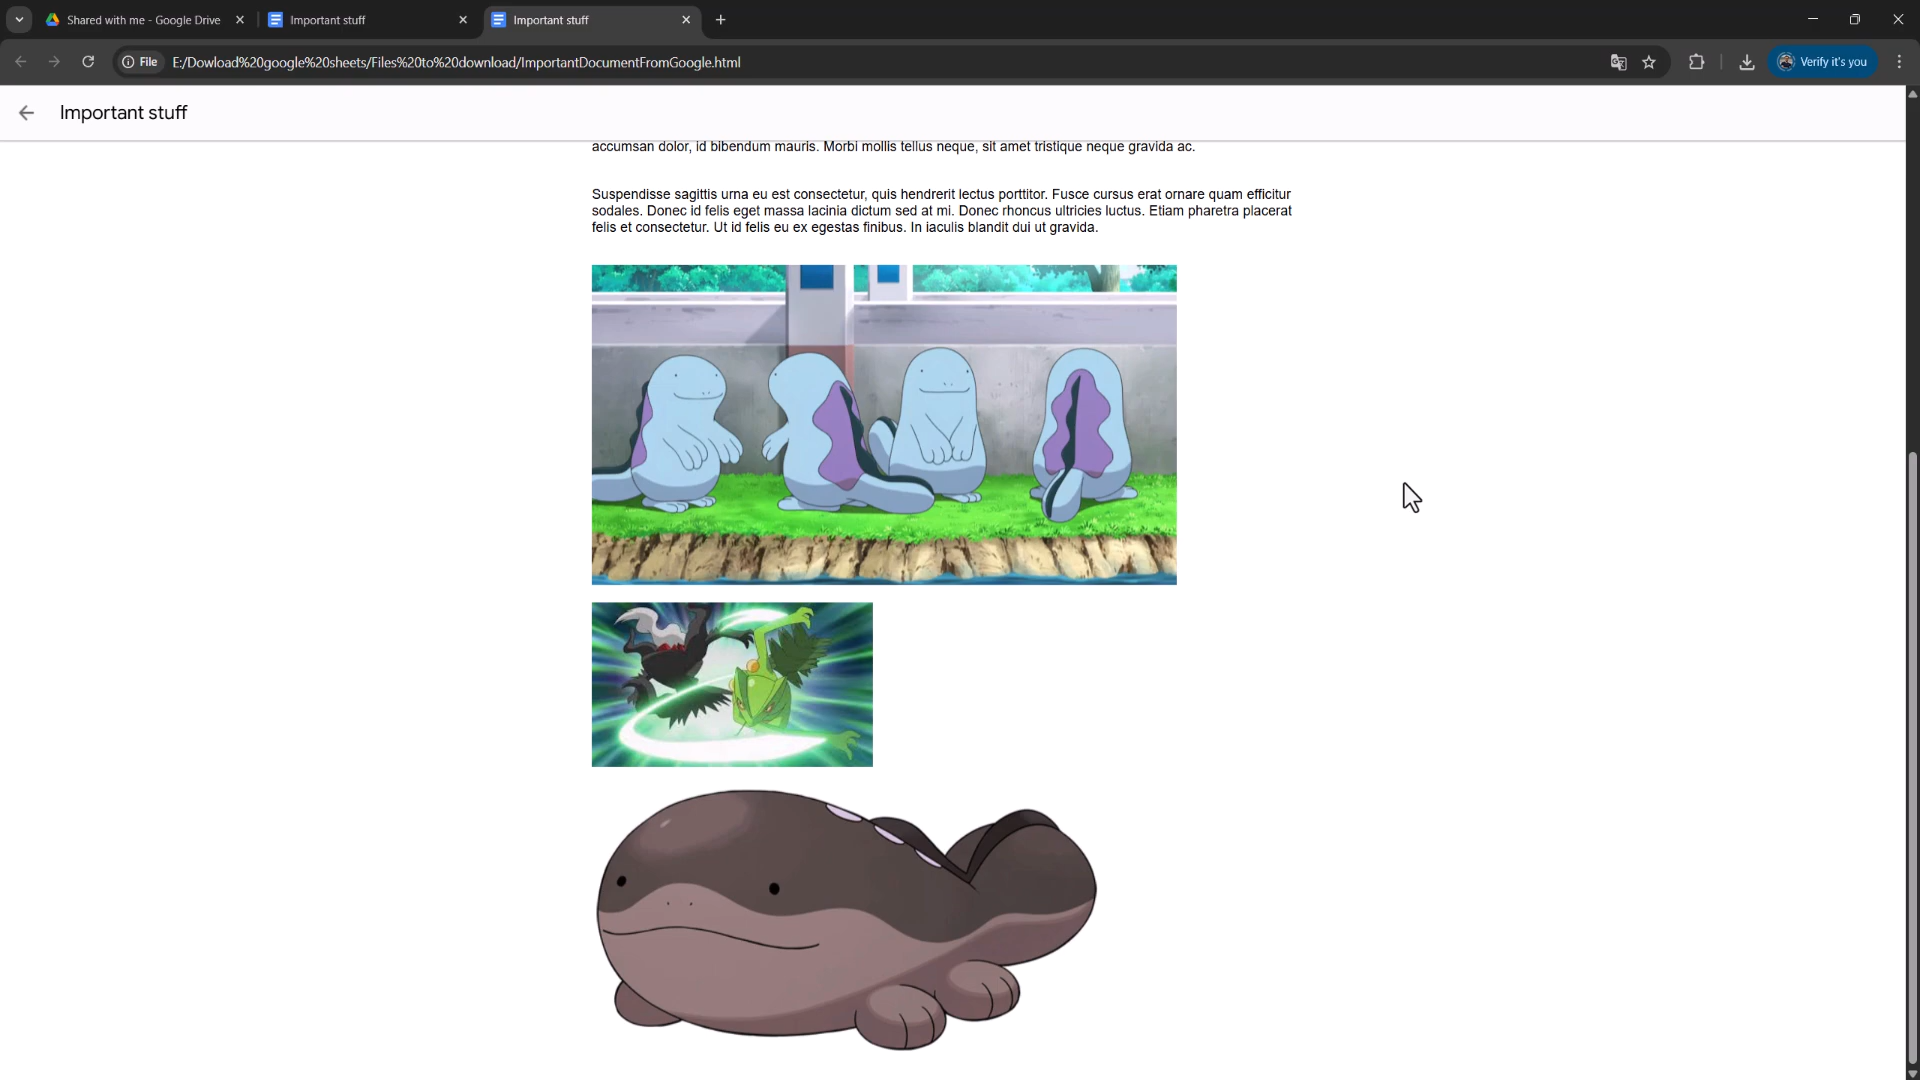 Shared with me - Google Drive
Important stuff
Important stuff
File
E:/Dowload%20google%20sheets/Files%20to%20download/ImportantDocumentFromGoogle.html
Verify it's you
Important stuff
accumsan dolor, id bibendum mauris. Morbi mollis tellus neque, sit amet tristique neque gravida ac.
Suspendisse sagittis urna eu est consectetur, quis hendrerit lectus porttitor. Fusce cursus erat ornare quam efficitur
sodales. Donec id felis eget massa lacinia dictum sed at mi. Donec rhoncus ultricies luctus. Etiam pharetra placerat
felis et consectetur. Ut id felis eu ex egestas finibus. In iaculis blandit dui ut gravida.